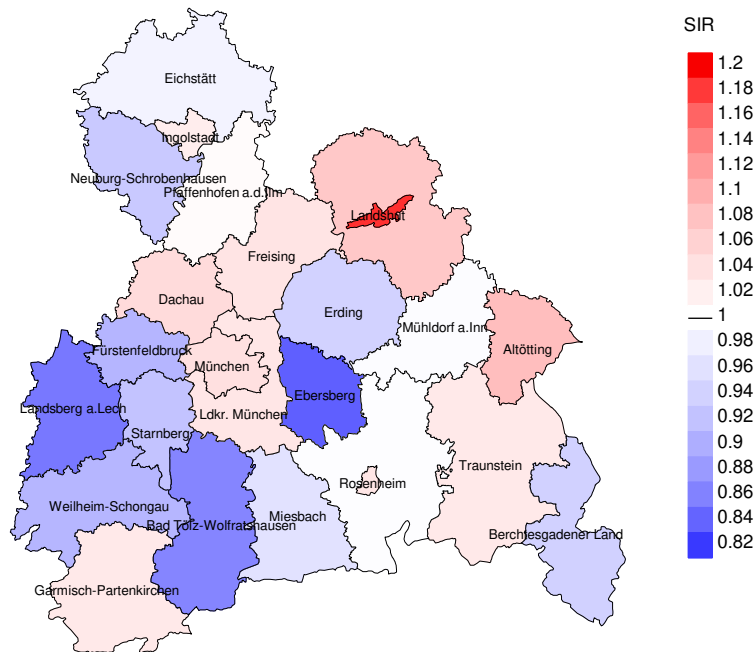 SIR
1.2
1.18
1.16
1.14
1.12
1.1
1.08
1.06
1.04
1.02
1
0.98
0.96
0.94
0.92
0.9
0.88
0.86
0.84
0.82
Eichstätt
Ingolstadt
Neuburg-Schrobenhausen
Pfaffenhofen a.d.Ilm
Landshut
Freising
Dachau
Erding
Mühldorf a.Inn
Altötting
Fürstenfeldbruck
München
Ebersberg
Landsberg a.Lech
Ldkr. München
Starnberg
Traunstein
Rosenheim
Weilheim-Schongau
Miesbach
Bad Tölz-Wolfratshausen
Berchtesgadener Land
Garmisch-Partenkirchen